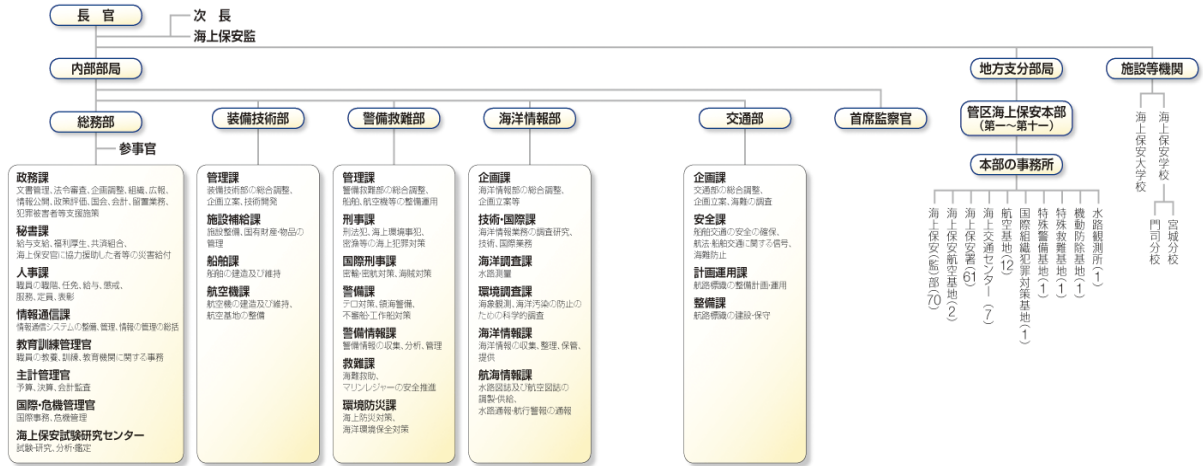 長官
次長
海上保安監
内部部局
地方支分部局
施設等機関
総務部
参事官
政務課
文書管理、法令審査、企画調整、組織、広報、
情報公開、政策評価、国会、会計、留置業務、
犯罪被害者等支援施策
秘書課
給与支給、福利厚生、共済組合、
海上保安官に協力援助した者等の災害給付
人事課
職員の職階、任免、給与、懲戒、
服務、定員、表彰
情報通信課
情報通信システムの整備、管理、情報の管理の総括
教育訓練管理官
職員の教養、訓練、教育機関に関する事務
主計管理官
予算、決算、会計監査
国際・危機管理官
国際事務、危機管理
海上保安試験研究センター
試験・研究、分析・鑑定
装備技術部
管理課
装備技術部の総合調整、
企画立案、技術開発
施設補給課
施設整備、国有財産・物品の
管理
船舶課
船舶の建造及び維持
航空機課
航空機の建造及び維持、
航空基地の整備
警備救難部
管理課
警備救難部の総合調整、
船舶、航空機等の整備運用
刑事課
刑法犯、海上環境事犯、
密漁等の海上犯罪対策
国際刑事課
密輸・密航対策、海賊対策
警備課
テロ対策、領海警備、
不審船・工作船対策
警備情報課
警備情報の収集、分析、管理
救難課
海難救助、
マリンレジャーの安全推進
環境防災課
海上防災対策、
海洋環境保全対策
海洋情報部
企画課
海洋情報部の総合調整、
企画立案等
技術・国際課
海洋情報業務の調査研究、
技術、国際業務
海洋調査課
水路測量
環境調査課
海象観測、海洋汚染の防止の
ための科学的調査
海洋情報課
海洋情報の収集、整理、保管、
提供
航海情報課
水路図誌及び航空図誌の
調製・供給、
水路通報・航行警報の通報
交通部
企画課
交通部の総合調整、
企画立案、海難の調査
安全課
船舶交通の安全の確保、
航法・船舶交通に関する信号、
海難防止
計画運用課
航路標識の整備計画・運用
整備課
航路標識の建設・保守
首席監察官
管区海上保安本部
(第一〜第十一)
本部の事務所
海上保安(監)部(70)
海上保安航空基地(2)
海上保安署(61)
海上交通センター(7)
航空基地(12)
国際組織犯罪対策基地(1)
特殊警備基地(1)
特殊救難基地(1)
機動防除基地(1)
水路観測所(1)
海上保安大学校
海上保安学校
門司分校
宮城分校